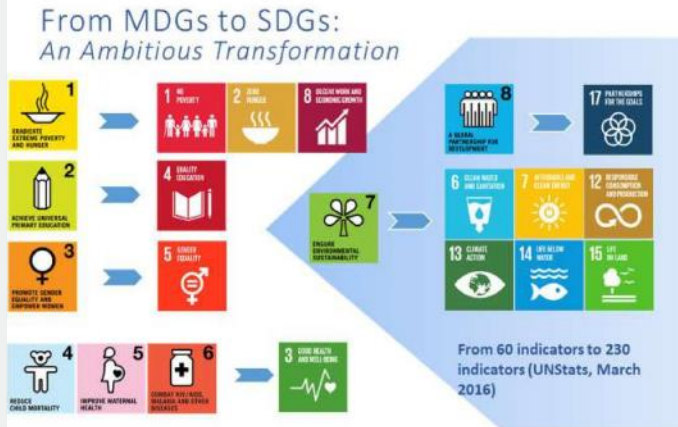 From MDGs to SDGs:
An Ambitious Transformation
1
ERADICATE
EXTREME POVERTY
AND HUNGER
1 NO
POVERTY
2 ZERO
HUNGER
8 DECENT WORK AND
ECONOMIC GROWTH
2
ACHIEVE UNIVERSAL
PRIMARY EDUCATION
4 QUALITY
EDUCATION
3
PROMOTE GENDER
EQUALITY AND
EMPOWER WOMEN
5 GENDER
EQUALITY
4
REDUCE
CHILD MORTALITY
5
IMPROVE MATERNAL
HEALTH
6
COMBAT HIV/AIDS,
MALARIA AND OTHER
DISEASES
3 GOOD HEALTH
AND WELL-BEING
7
ENSURE
ENVIRONMENTAL
SUSTAINABILITY
8
A GLOBAL
PARTNERSHIP FOR
DEVELOPMENT
17 PARTNERSHIPS
FOR THE GOALS
6 CLEAN WATER
AND SANITATION
7 AFFORDABLE AND
CLEAN ENERGY
12 RESPONSIBLE
CONSUMPTION
AND PRODUCTION
13 CLIMATE
ACTION
14 LIFE BELOW
WATER
15 LIFE
ON LAND
From 60 indicators to 230
indicators (UNStats, March
2016)